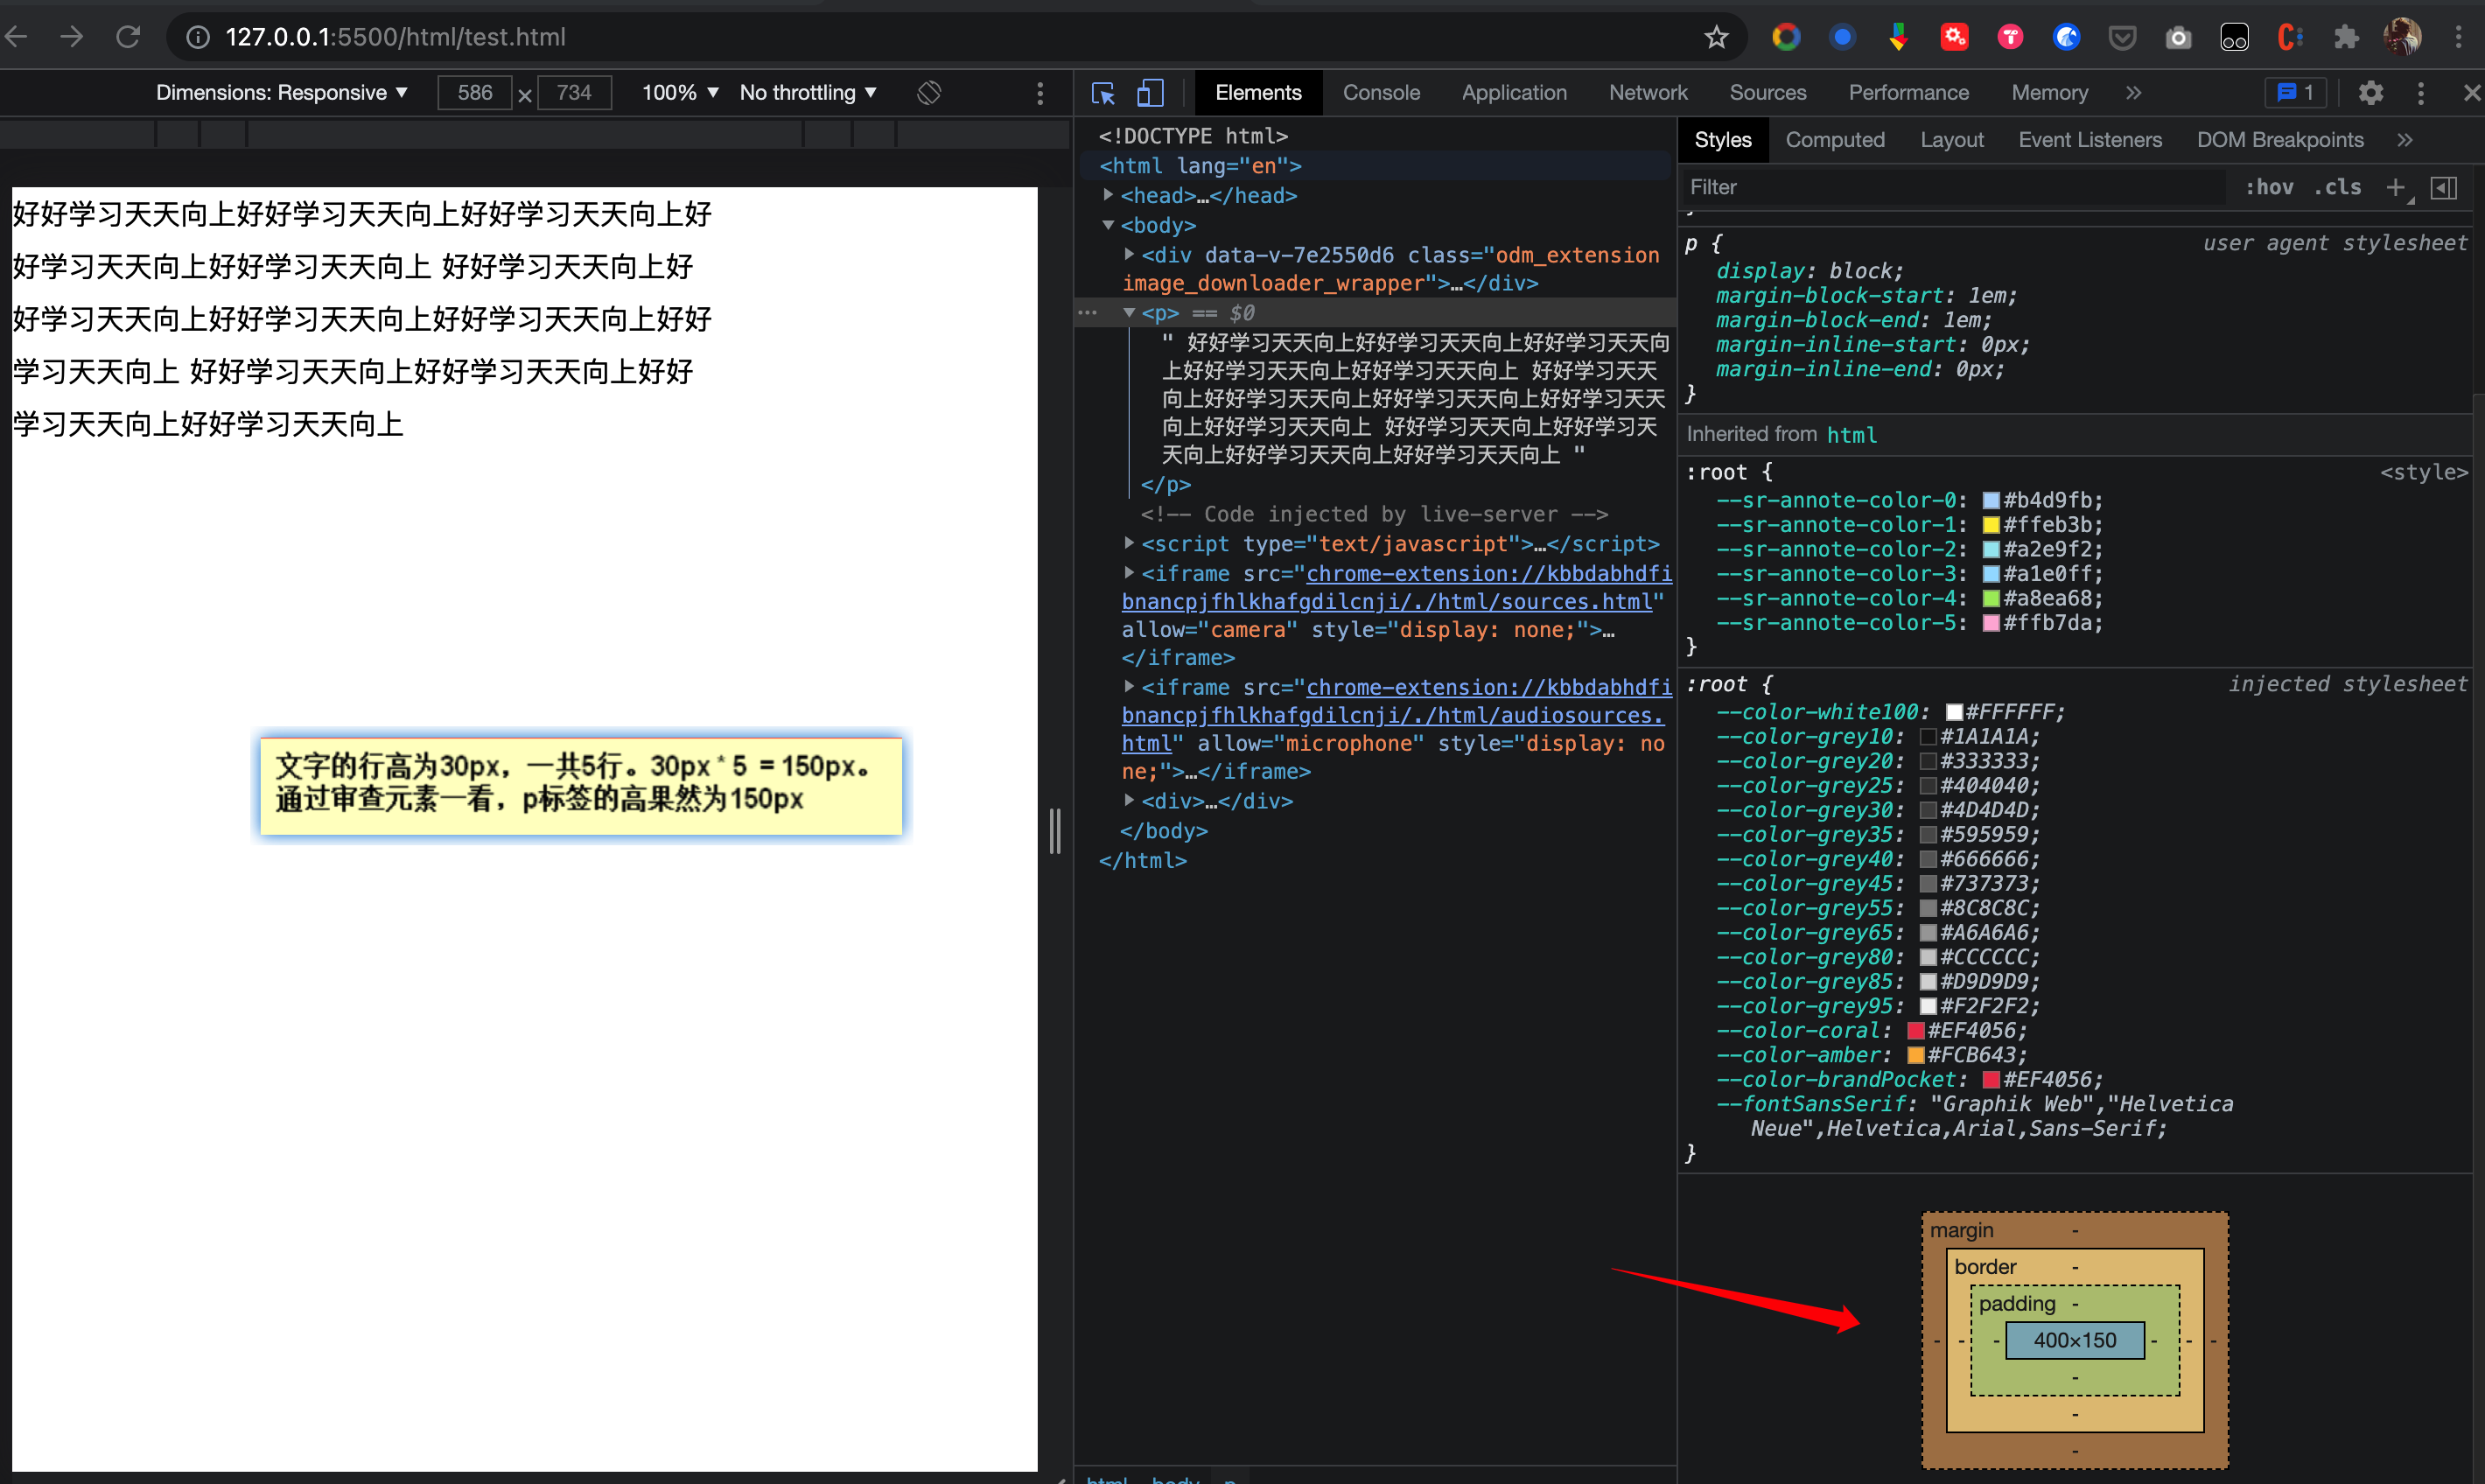 127.0.0.1:5500/html/test.html
Dimensions: Responsive ▼ 586 × 734 100% ▼ No throttling ▼
Elements Console Application Network Sources Performance Memory » 1
好好学习天天向上好好学习天天向上好好学习天天向上好
好学习天天向上好好学习天天向上 好好学习天天向上好
好学习天天向上好好学习天天向上好好学习天天向上好好
学习天天向上 好好学习天天向上好好学习天天向上好好
学习天天向上好好学习天天向上
文字的行高为30px，一共5行。30px * 5 = 150px。
通过审查元素一看，p标签的高果然为150px
<!DOCTYPE html>
<html lang="en">
<head>…</head>
<body>
<div data-v-7e2550d6 class="odm_extension
image_downloader_wrapper">…</div>
<p> == $0
" 好好学习天天向上好好学习天天向上好好学习天天向
上好好学习天天向上好好学习天天向上 好好学习天天
向上好好学习天天向上好好学习天天向上好好学习天天
向上好好学习天天向上 好好学习天天向上好好学习天
天向上好好学习天天向上好好学习天天向上 "
</p>
<!-- Code injected by live-server -->
<script type="text/javascript">…</script>
<iframe src="chrome-extension://kbbdabhdfi
bnancpjfhlkhafgdilcnji/./html/sources.html"
allow="camera" style="display: none;">…
</iframe>
<iframe src="chrome-extension://kbbdabhdfi
bnancpjfhlkhafgdilcnji/./html/audiosources.
html" allow="microphone" style="display: no
ne;">…</iframe>
<div>…</div>
</body>
</html>
html body p
Styles Computed Layout Event Listeners DOM Breakpoints »
Filter :hov .cls +
}
p { user agent stylesheet
display: block;
margin-block-start: 1em;
margin-block-end: 1em;
margin-inline-start: 0px;
margin-inline-end: 0px;
}
Inherited from html
:root { <style>
--sr-annote-color-0: #b4d9fb;
--sr-annote-color-1: #ffeb3b;
--sr-annote-color-2: #a2e9f2;
--sr-annote-color-3: #a1e0ff;
--sr-annote-color-4: #a8ea68;
--sr-annote-color-5: #ffb7da;
}
:root { injected stylesheet
--color-white100: #FFFFFF;
--color-grey10: #1A1A1A;
--color-grey20: #333333;
--color-grey25: #404040;
--color-grey30: #4D4D4D;
--color-grey35: #595959;
--color-grey40: #666666;
--color-grey45: #737373;
--color-grey55: #8C8C8C;
--color-grey65: #A6A6A6;
--color-grey80: #CCCCCC;
--color-grey85: #D9D9D9;
--color-grey95: #F2F2F2;
--color-coral: #EF4056;
--color-amber: #FCB643;
--color-brandPocket: #EF4056;
--fontSansSerif: "Graphik Web","Helvetica
Neue",Helvetica,Arial,Sans-Serif;
}
margin -
border -
padding -
- - - 400×150 - - -
-
-
-